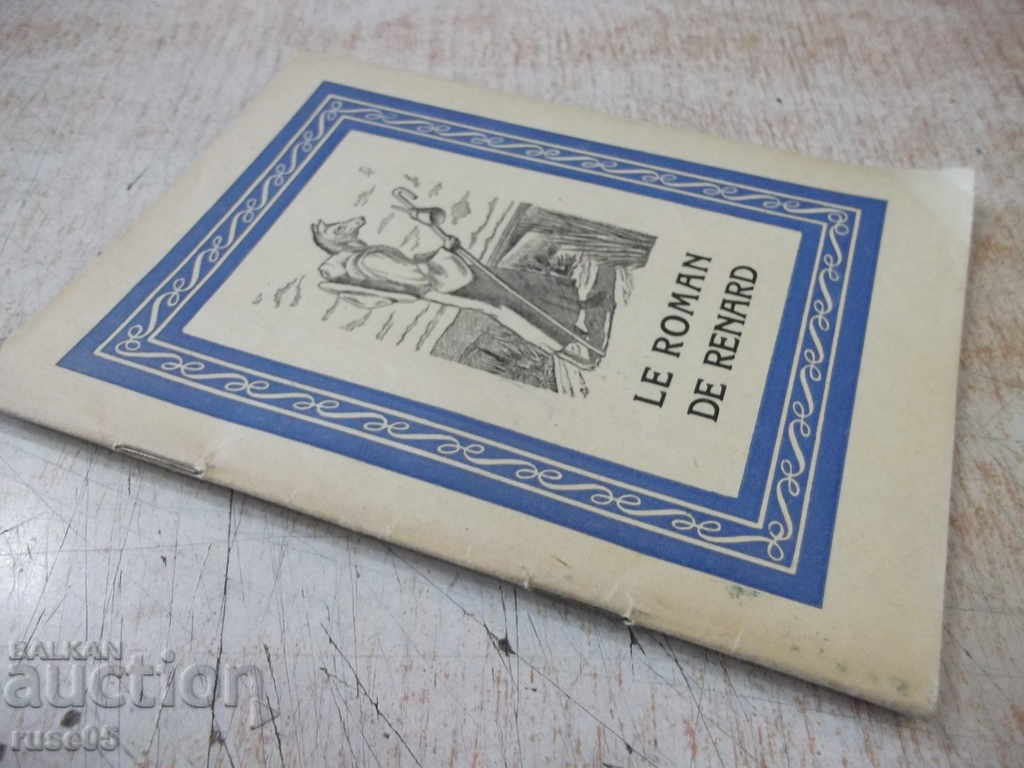 LE ROMAN
DE RENARD
BALKAN
auction
ruse05